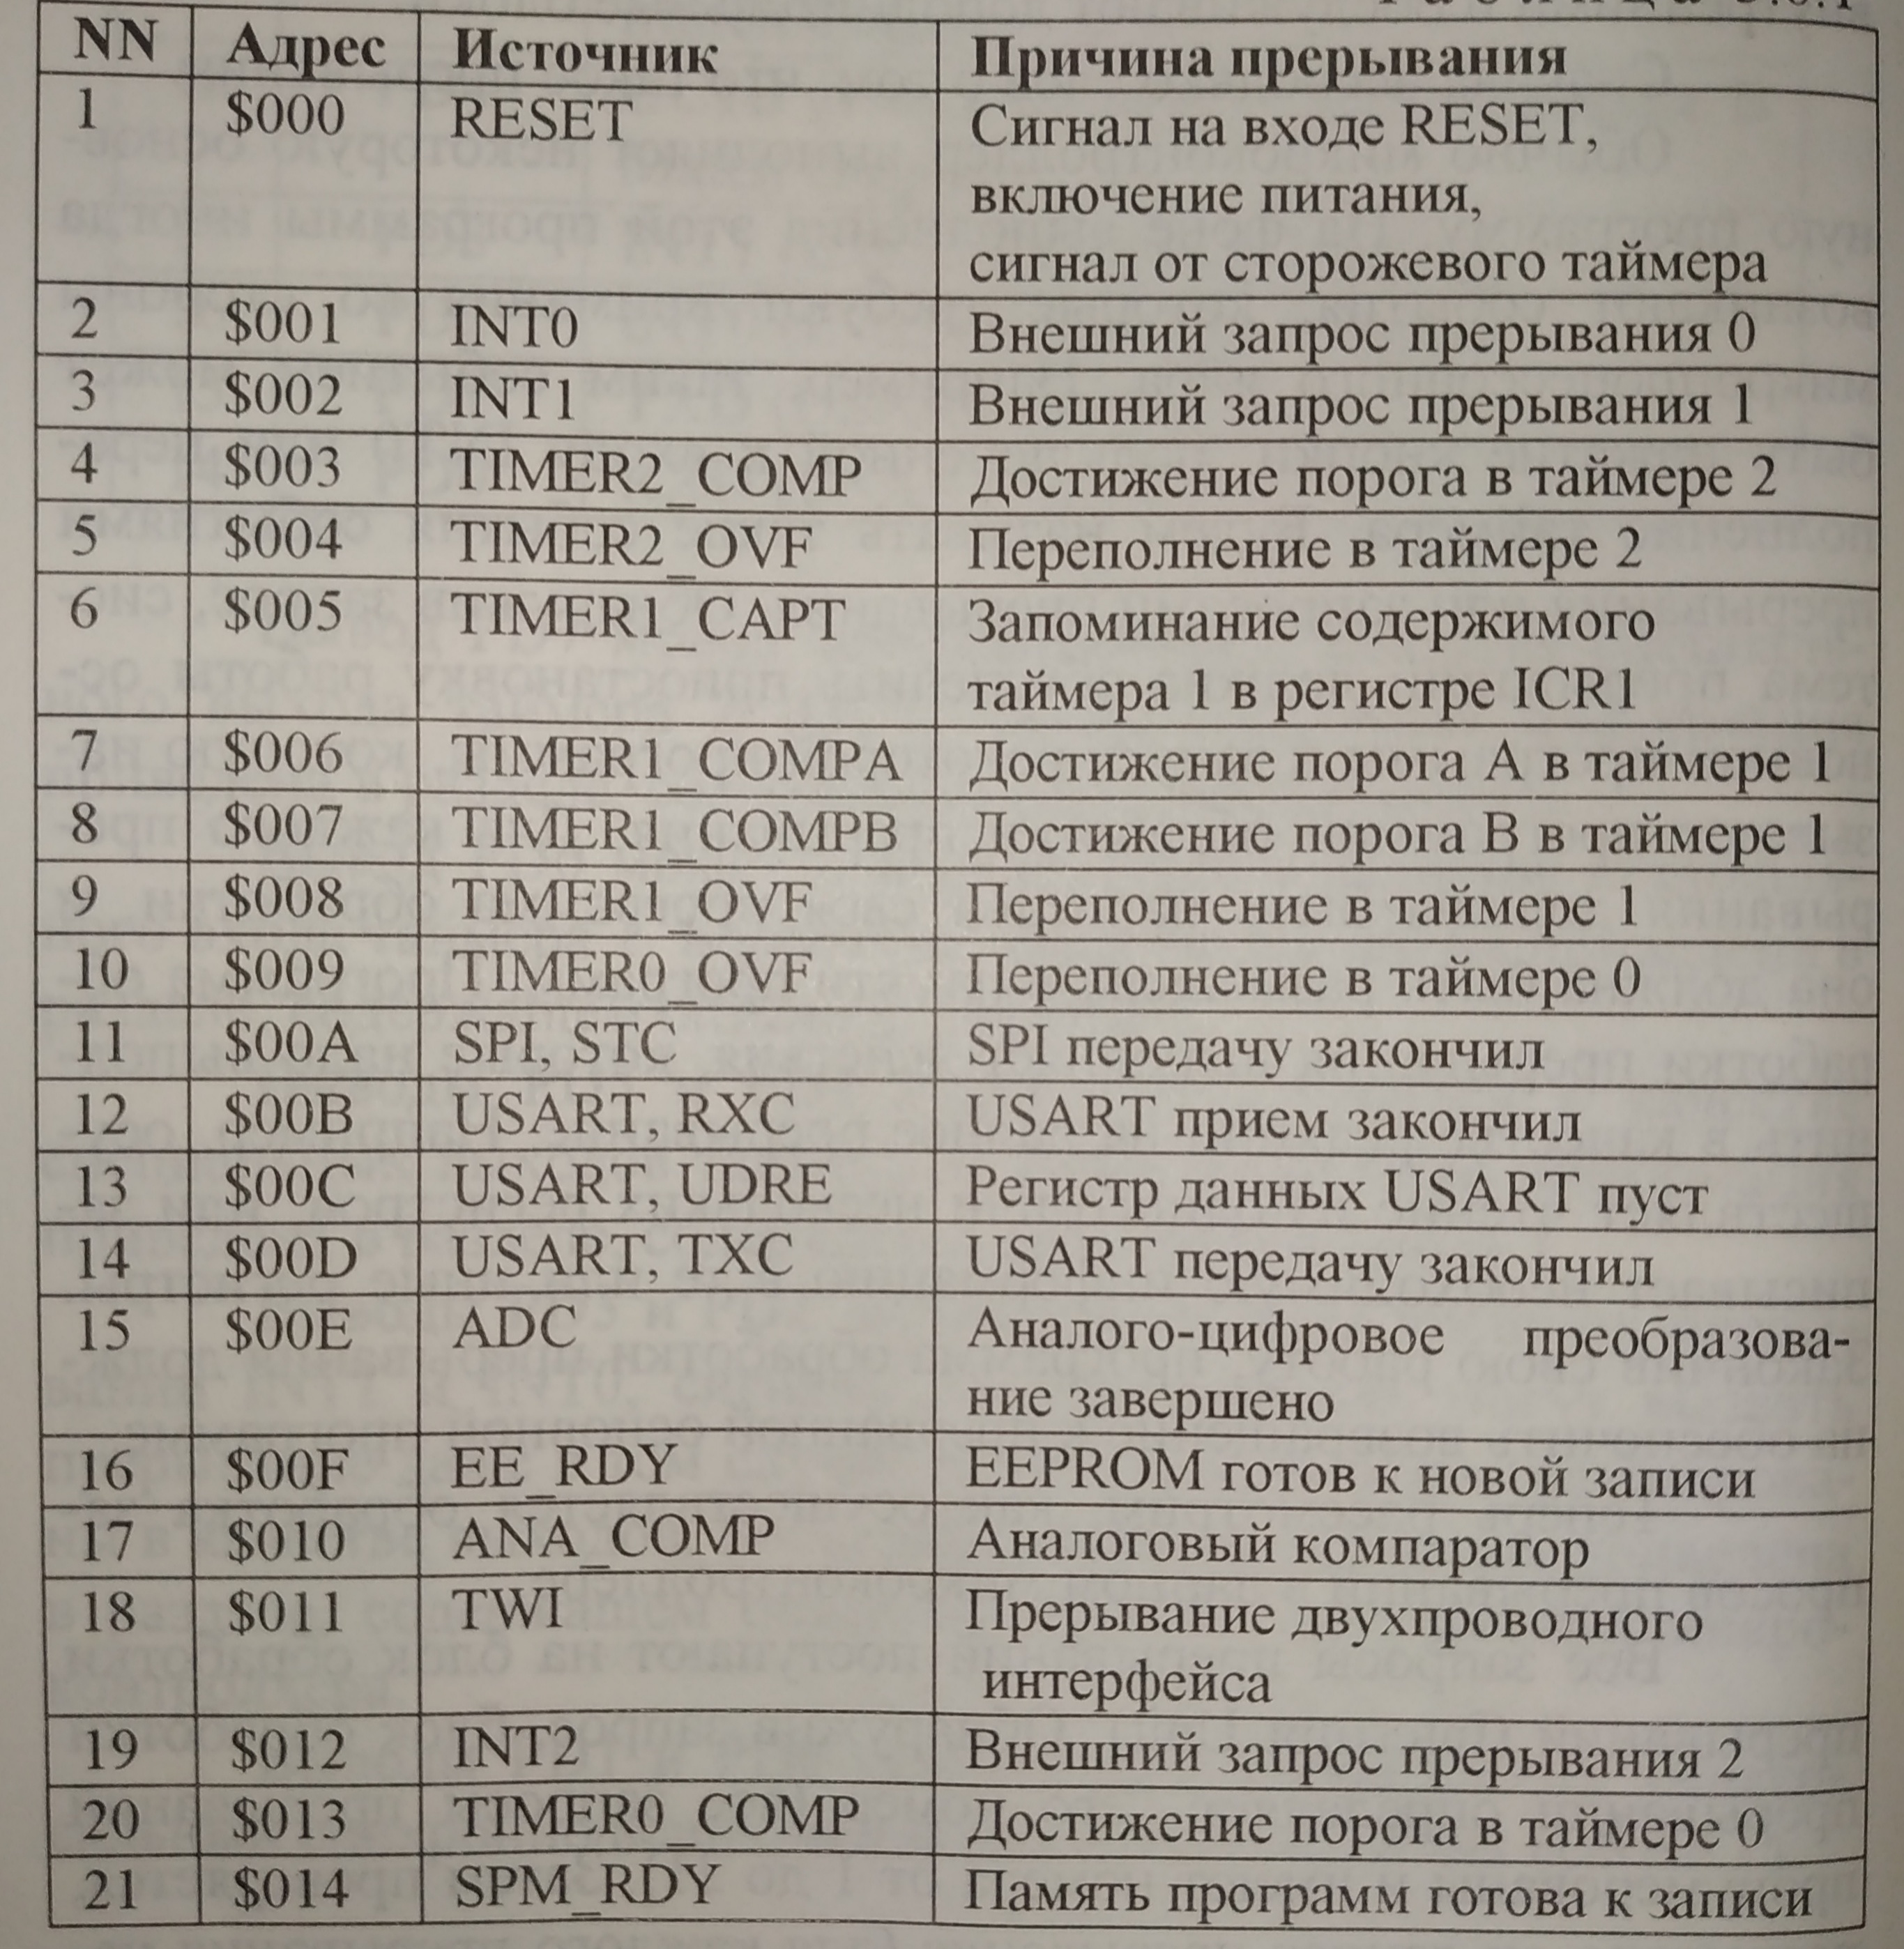 NN Адрес Источник Причина прерывания
1 $000 RESET Сигнал на входе RESET,
включение питания,
сигнал от сторожевого таймера
2 $001 INT0 Внешний запрос прерывания 0
3 $002 INT1 Внешний запрос прерывания 1
4 $003 TIMER2_COMP Достижение порога в таймере 2
5 $004 TIMER2_OVF Переполнение в таймере 2
6 $005 TIMER1_CAPT Запоминание содержимого
таймера 1 в регистре ICR1
7 $006 TIMER1_COMPA Достижение порога A в таймере 1
8 $007 TIMER1_COMPB Достижение порога B в таймере 1
9 $008 TIMER1_OVF Переполнение в таймере 1
10 $009 TIMER0_OVF Переполнение в таймере 0
11 $00A SPI, STC SPI передачу закончил
12 $00B USART, RXC USART прием закончил
13 $00C USART, UDRE Регистр данных USART пуст
14 $00D USART, TXC USART передачу закончил
15 $00E ADC Аналого-цифровое преобразова-
ние завершено
16 $00F EE_RDY EEPROM готов к новой записи
17 $010 ANA_COMP Аналоговый компаратор
18 $011 TWI Прерывание двухпроводного
интерфейса
19 $012 INT2 Внешний запрос прерывания 2
20 $013 TIMER0_COMP Достижение порога в таймере 0
21 $014 SPM_RDY Память программ готова к записи